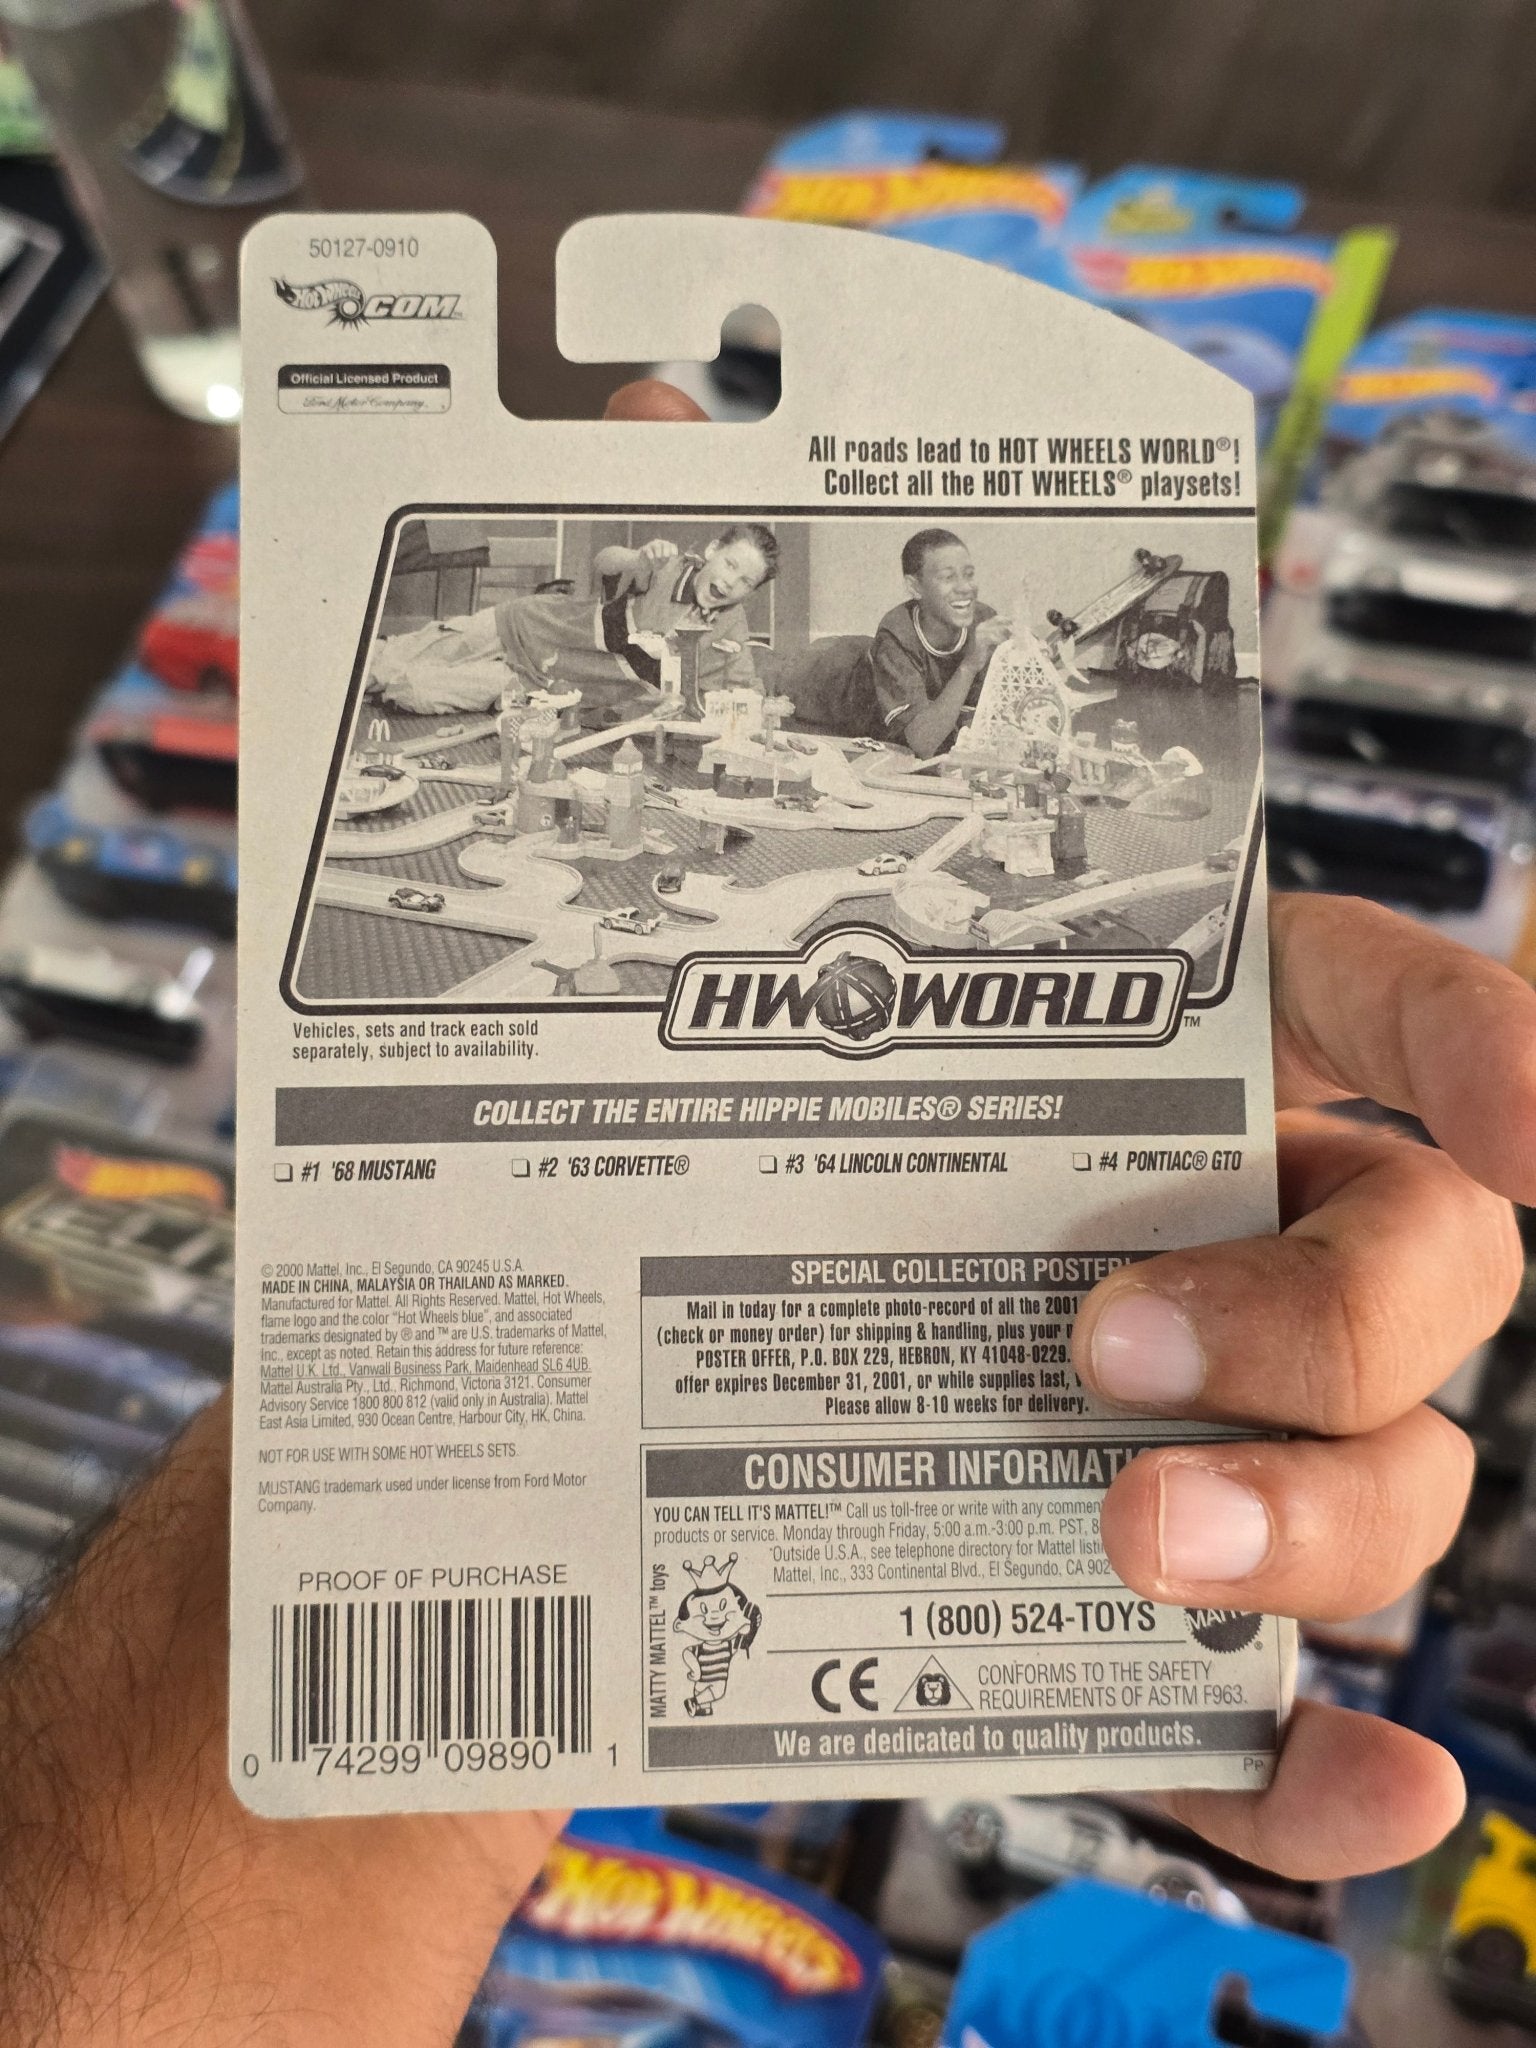 50127-0910
HOT WHEELS .COM™
Official Licensed Product
Ford Motor Company.
All roads lead to HOT WHEELS WORLD®!
Collect all the HOT WHEELS® playsets!
HW WORLD™
Vehicles, sets and track each sold
separately, subject to availability.
COLLECT THE ENTIRE HIPPIE MOBILES® SERIES!
❏ #1 '68 MUSTANG ❏ #2 '63 CORVETTE® ❏ #3 '64 LINCOLN CONTINENTAL ❏ #4 PONTIAC® GTO
© 2000 Mattel, Inc., El Segundo, CA 90245 U.S.A.
MADE IN CHINA, MALAYSIA OR THAILAND AS MARKED.
Manufactured for Mattel. All Rights Reserved. Mattel, Hot Wheels,
flame logo and the color "Hot Wheels blue", and associated
trademarks designated by ® and ™ are U.S. trademarks of Mattel,
Inc., except as noted. Retain this address for future reference:
Mattel U.K. Ltd., Vanwall Business Park, Maidenhead SL6 4UB.
Mattel Australia Pty., Ltd., Richmond, Victoria 3121. Consumer
Advisory Service 1800 800 812 (valid only in Australia). Mattel
East Asia Limited, 930 Ocean Centre, Harbour City, HK, China.
NOT FOR USE WITH SOME HOT WHEELS SETS.
MUSTANG trademark used under license from Ford Motor
Company.
PROOF OF PURCHASE
0 74299 09890 1
SPECIAL COLLECTOR POSTER!
Mail in today for a complete photo-record of all the 2001
(check or money order) for shipping & handling, plus your
POSTER OFFER, P.O. BOX 229, HEBRON, KY 41048-0229.
offer expires December 31, 2001, or while supplies last,
Please allow 8-10 weeks for delivery.
CONSUMER INFORMATI
YOU CAN TELL IT'S MATTEL!™ Call us toll-free or write with any commen
products or service. Monday through Friday, 5:00 a.m.-3:00 p.m. PST, 8
Outside U.S.A., see telephone directory for Mattel listi
Mattel, Inc., 333 Continental Blvd., El Segundo, CA 902
MATTY MATTEL™ toys
1 (800) 524-TOYS
MATTE®
CE
CONFORMS TO THE SAFETY
REQUIREMENTS OF ASTM F963.
We are dedicated to quality products.
Pp
Hot Wheels